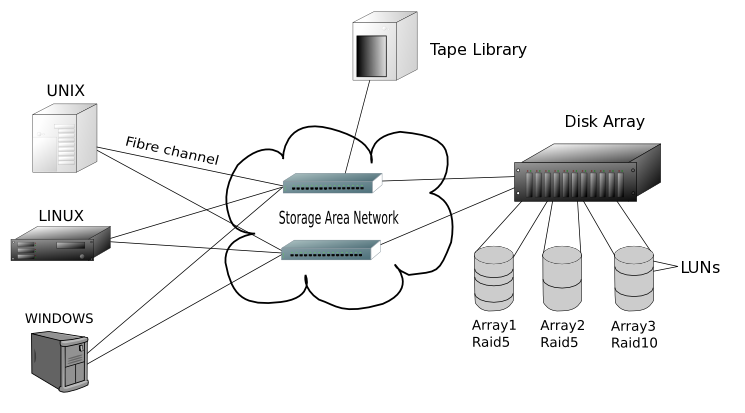 Tape Library
UNIX
Fibre channel
Disk Array
LINUX
Storage Area Network
LUNs
WINDOWS
Array1
Raid5
Array2
Raid5
Array3
Raid10